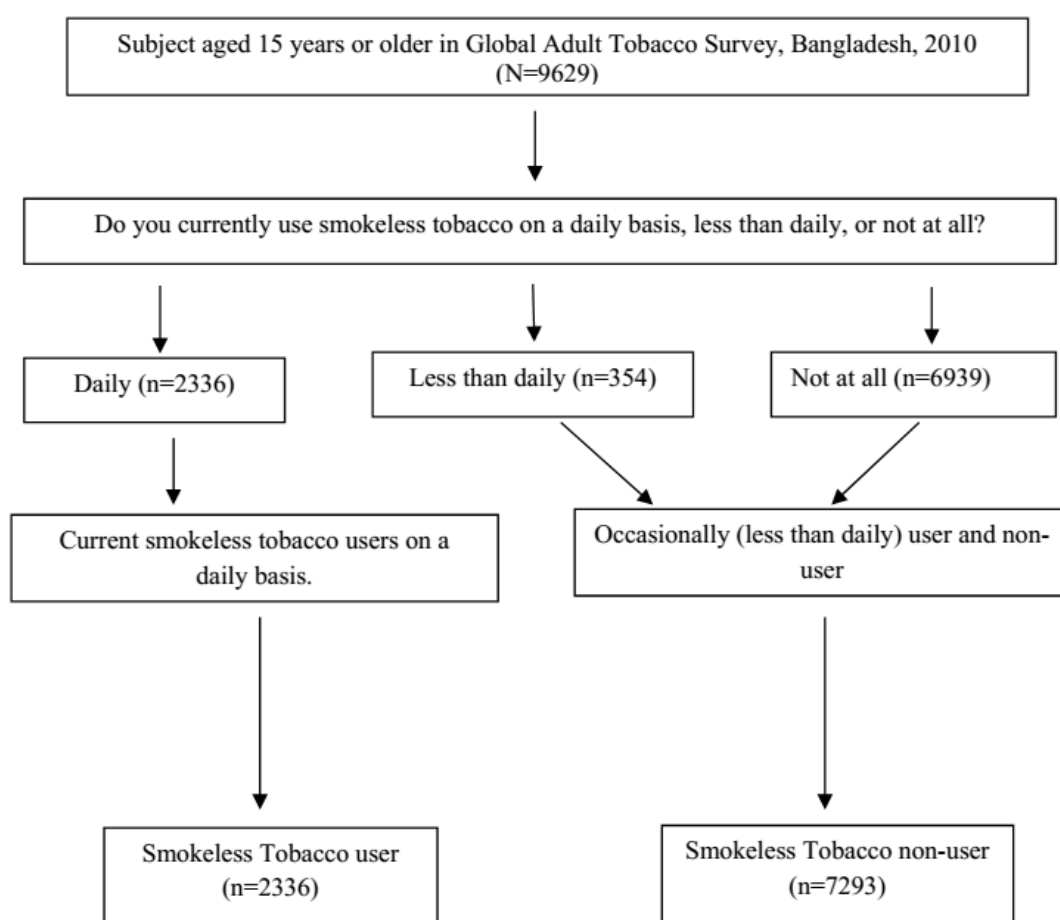 Subject aged 15 years or older in Global Adult Tobacco Survey, Bangladesh, 2010
(N=9629)
Do you currently use smokeless tobacco on a daily basis, less than daily, or not at all?
Daily (n=2336)
Less than daily (n=354)
Not at all (n=6939)
Current smokeless tobacco users on a
daily basis.
Occasionally (less than daily) user and non-
user
Smokeless Tobacco user
(n=2336)
Smokeless Tobacco non-user
(n=7293)